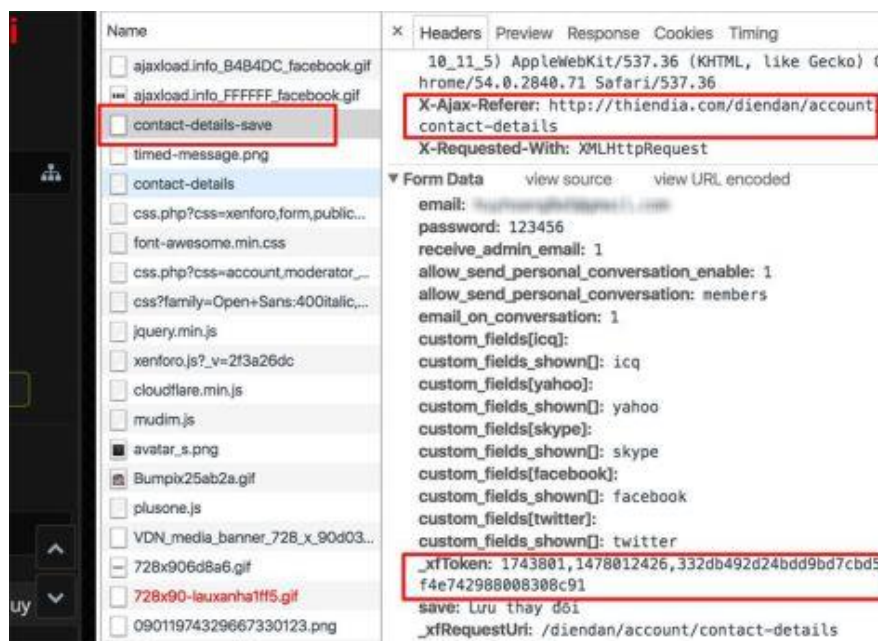 i
uy
Name
ajaxload.info_B4B4DC_facebook.gif
ajaxload.info_FFFFFF_facebook.gif
contact-details-save
timed-message.png
contact-details
css.php?css=xenforo,form,public...
font-awesome.min.css
css.php?css=account,moderator_...
css?family=Open+Sans:400italic,...
jquery.min.js
xenforo.js?_v=2f3a26dc
cloudflare.min.js
mudim.js
avatar_s.png
Bumpix25ab2a.gif
plusone.js
VDN_media_banner_728_x_90d03...
728x906d8a6.gif
728x90-lauxanha1ff5.gif
09011974329667330123.png
× Headers Preview Response Cookies Timing
10_11_5) AppleWebKit/537.36 (KHTML, like Gecko) C
hrome/54.0.2840.71 Safari/537.36
X-Ajax-Referer: http://thiendia.com/diendan/account/
contact-details
X-Requested-With: XMLHttpRequest
▼ Form Data view source view URL encoded
email:
password: 123456
receive_admin_email: 1
allow_send_personal_conversation_enable: 1
allow_send_personal_conversation: members
email_on_conversation: 1
custom_fields[icq]:
custom_fields_shown[]: icq
custom_fields[yahoo]:
custom_fields_shown[]: yahoo
custom_fields[skype]:
custom_fields_shown[]: skype
custom_fields[facebook]:
custom_fields_shown[]: facebook
custom_fields[twitter]:
custom_fields_shown[]: twitter
_xfToken: 1743801,1478012426,332db492d24bdd9bd7cbd5
f4e742988008308c91
save: Lưu thay đổi
_xfRequestUri: /diendan/account/contact-details